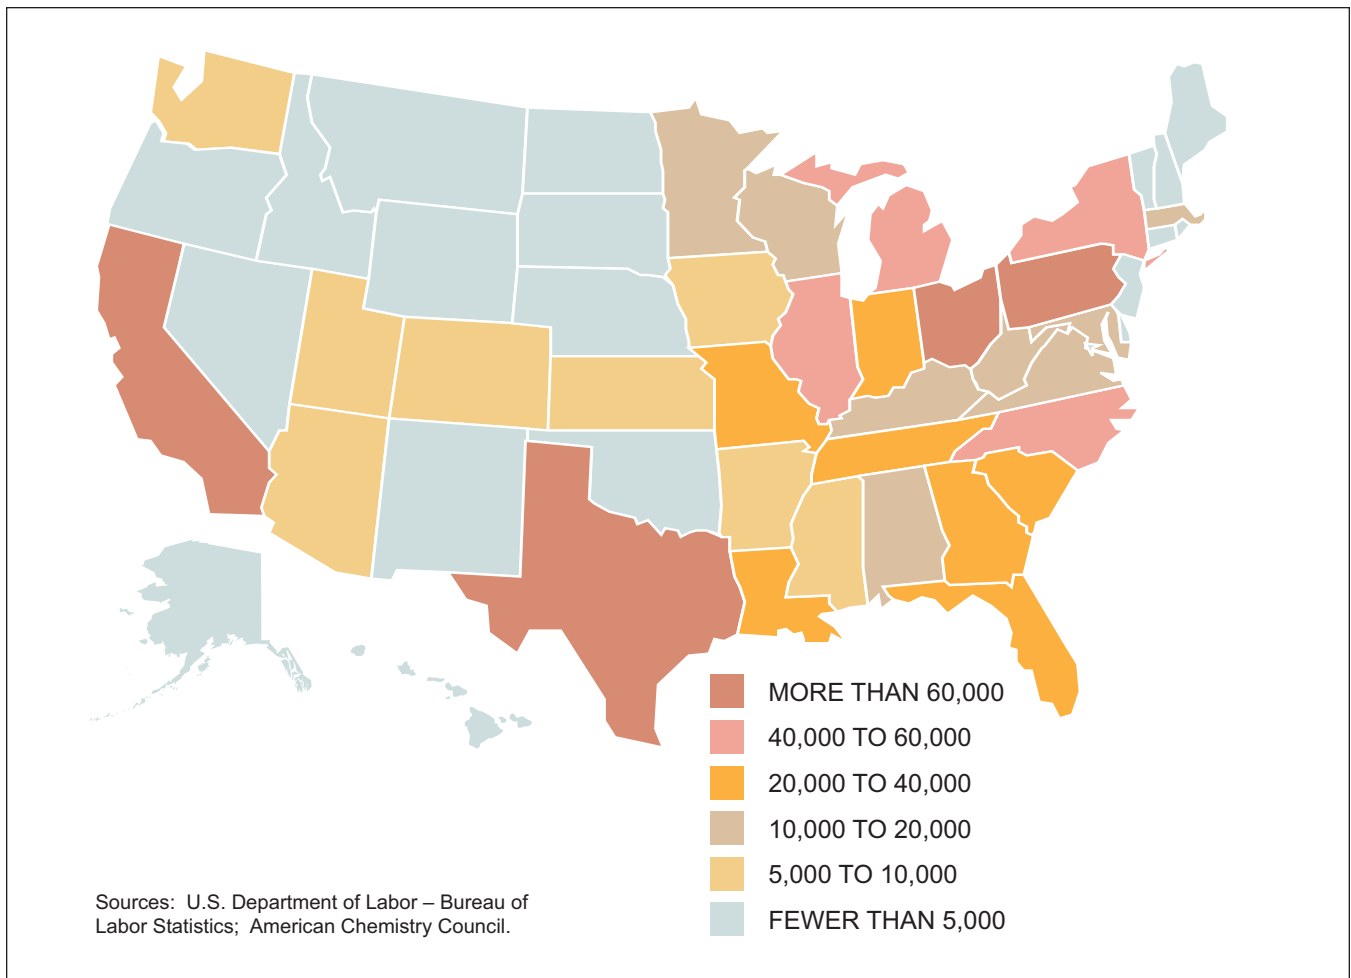 MORE THAN 60,000
40,000 TO 60,000
20,000 TO 40,000
10,000 TO 20,000
5,000 TO 10,000
FEWER THAN 5,000
Sources:  U.S. Department of Labor – Bureau of
Labor Statistics;  American Chemistry Council.